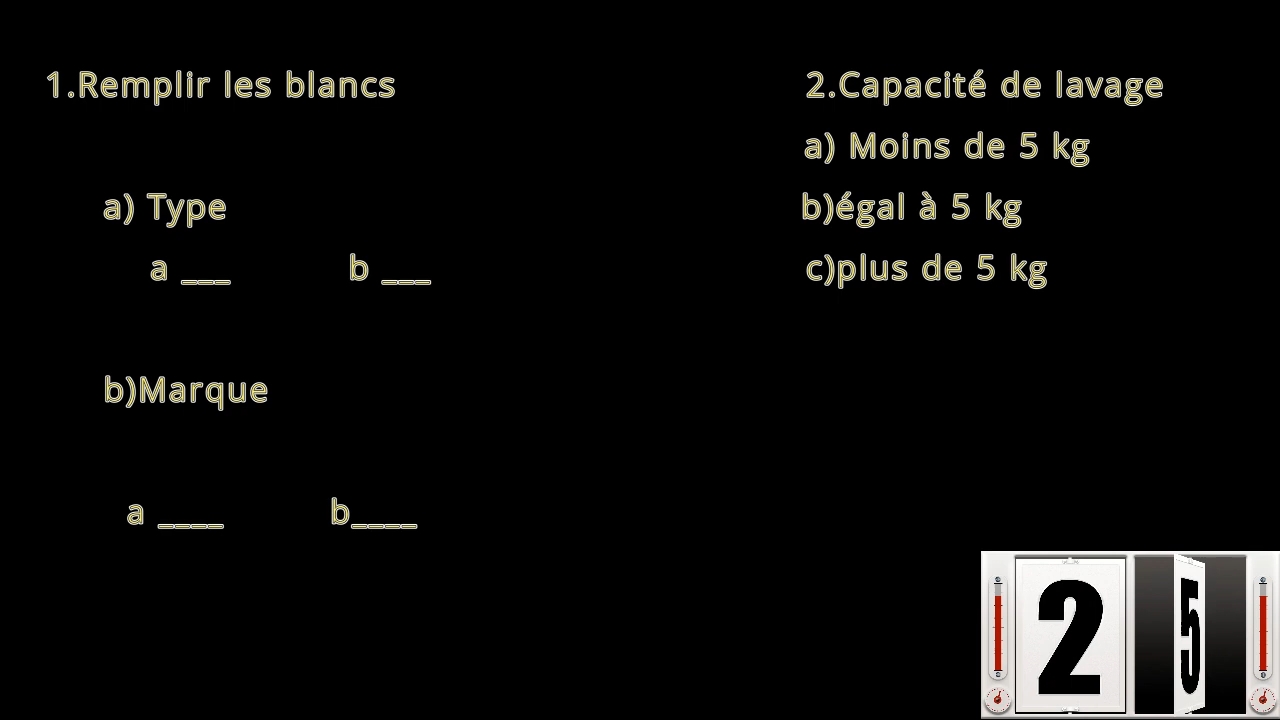 1.Remplir les blancs
a) Type
a ___ b ___
b)Marque
a ____ b____
2.Capacité de lavage
a) Moins de 5 kg
b)égal à 5 kg
c)plus de 5 kg
2 5